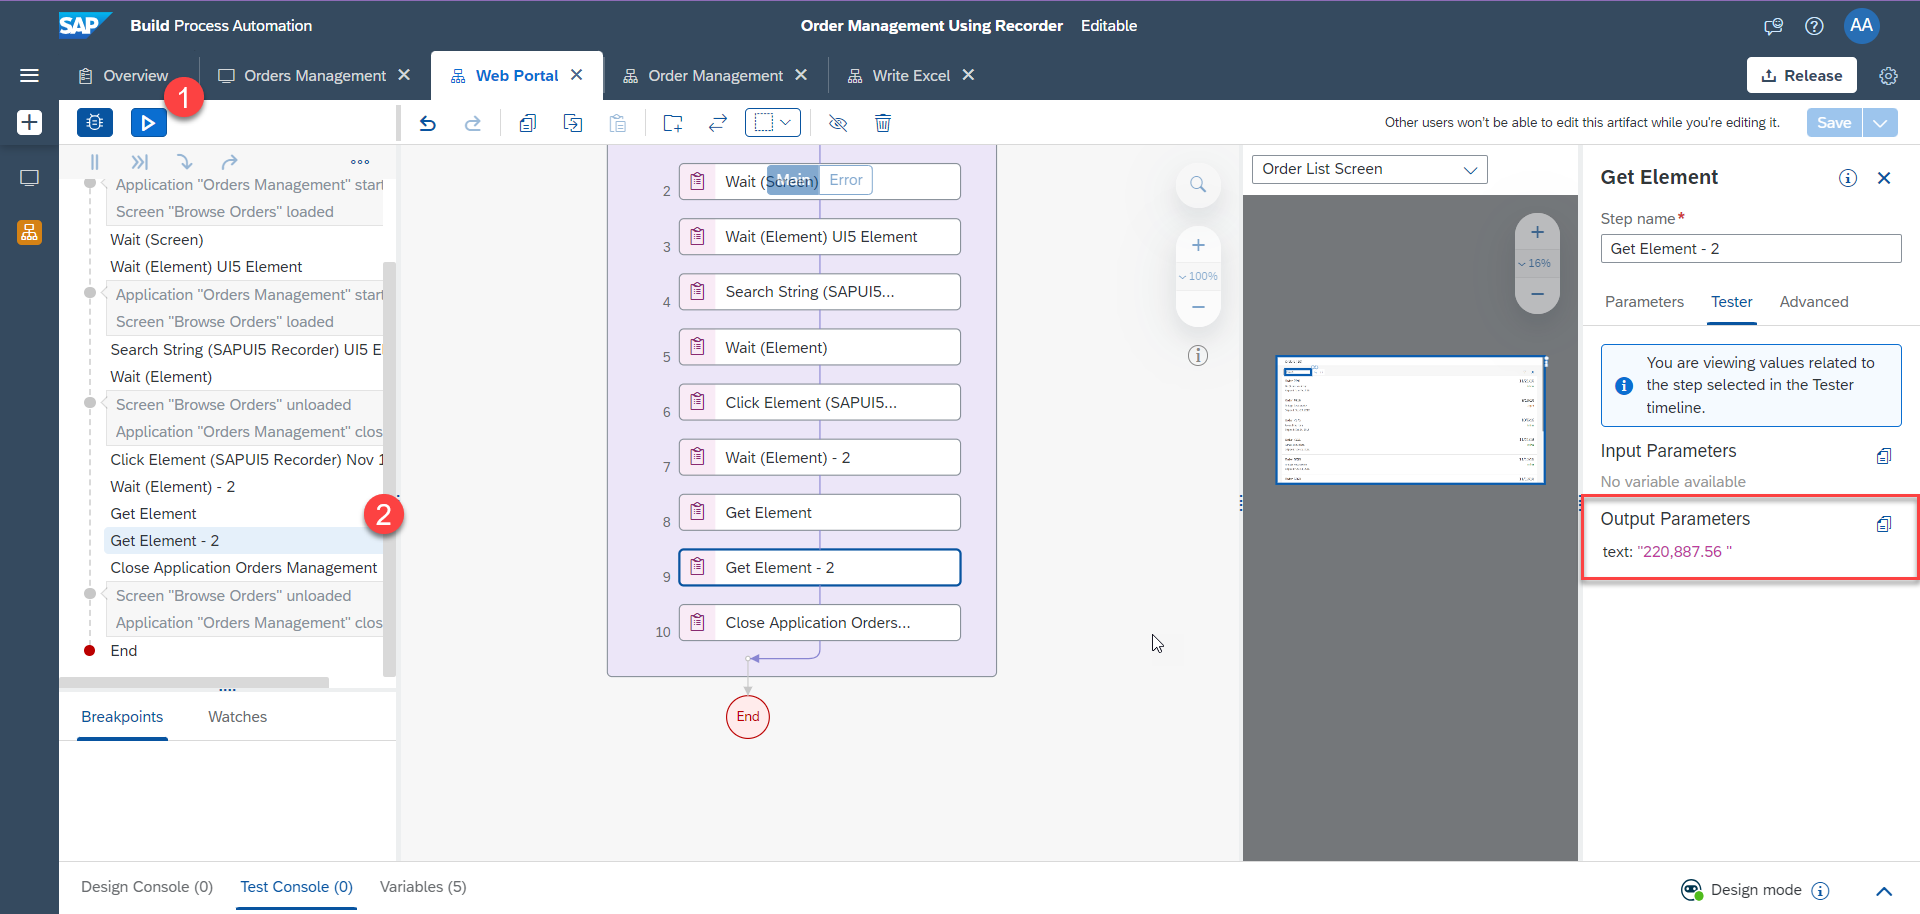 SAP Build Process Automation
Order Management Using Recorder Editable
AA
Overview
Orders Management
Web Portal
Order Management
Write Excel
Release
1
Other users won't be able to edit this artifact while you're editing it.
Save
Application "Orders Management" start
Screen "Browse Orders" loaded
Wait (Screen)
Wait (Element) UI5 Element
Application "Orders Management" start
Screen "Browse Orders" loaded
Search String (SAPUI5 Recorder) UI5 E
Wait (Element)
Screen "Browse Orders" unloaded
Application "Orders Management" clos
Click Element (SAPUI5 Recorder) Nov 1
Wait (Element) - 2
Get Element
2
Get Element - 2
Close Application Orders Management
Screen "Browse Orders" unloaded
Application "Orders Management" clos
End
Breakpoints
Watches
2 Wait (Screen)
Main Error
3 Wait (Element) UI5 Element
4 Search String (SAPUI5...
5 Wait (Element)
6 Click Element (SAPUI5...
7 Wait (Element) - 2
8 Get Element
9 Get Element - 2
10 Close Application Orders...
End
100%
Order List Screen
16%
Get Element
Step name*
Get Element - 2
Parameters Tester Advanced
You are viewing values related to
the step selected in the Tester
timeline.
Input Parameters
No variable available
Output Parameters
text: "220,887.56 "
Design Console (0)
Test Console (0)
Variables (5)
Design mode